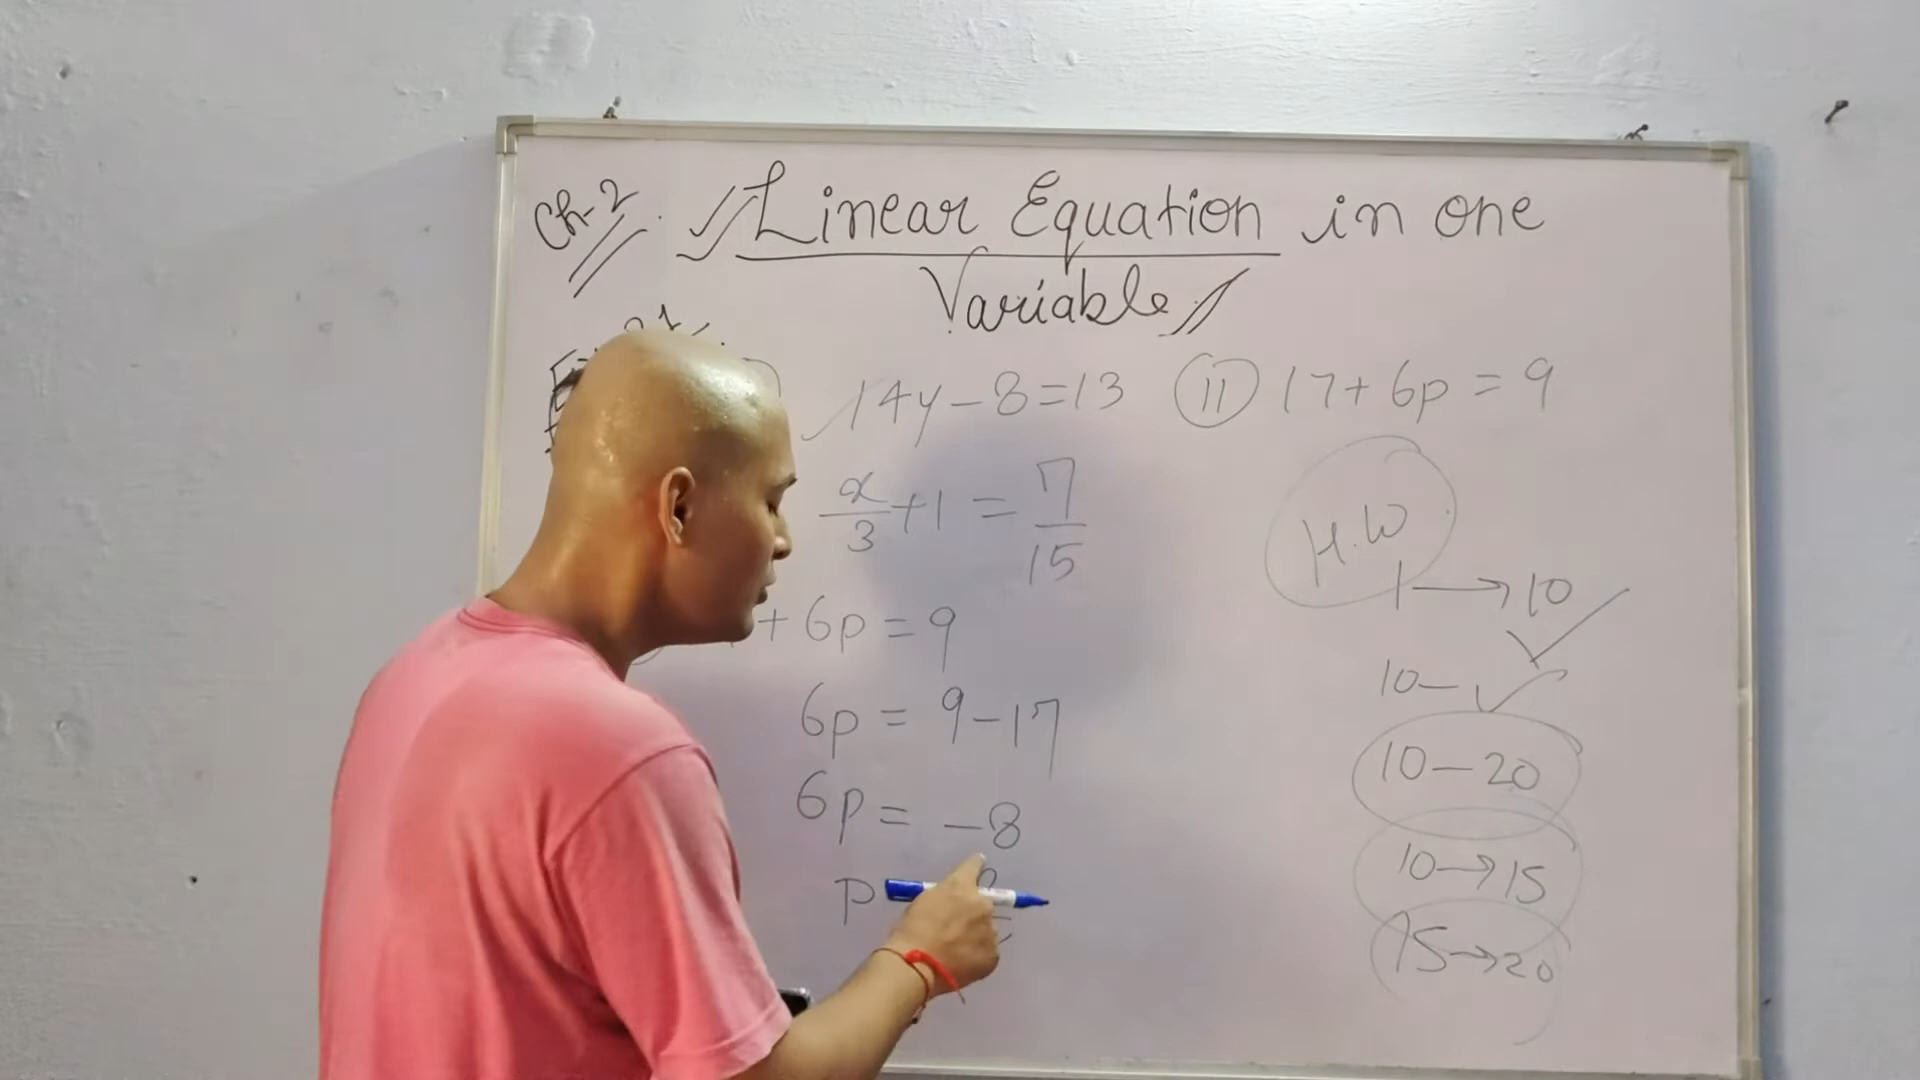 Ch-2 Linear Equation in one
Variable
14y-8=13 (11) 17+6p=9
x/3+1=7/15
H.W
1→10
+6p=9
10-
6p=9-17
10-20
6p=-8
10→15
p
15→20